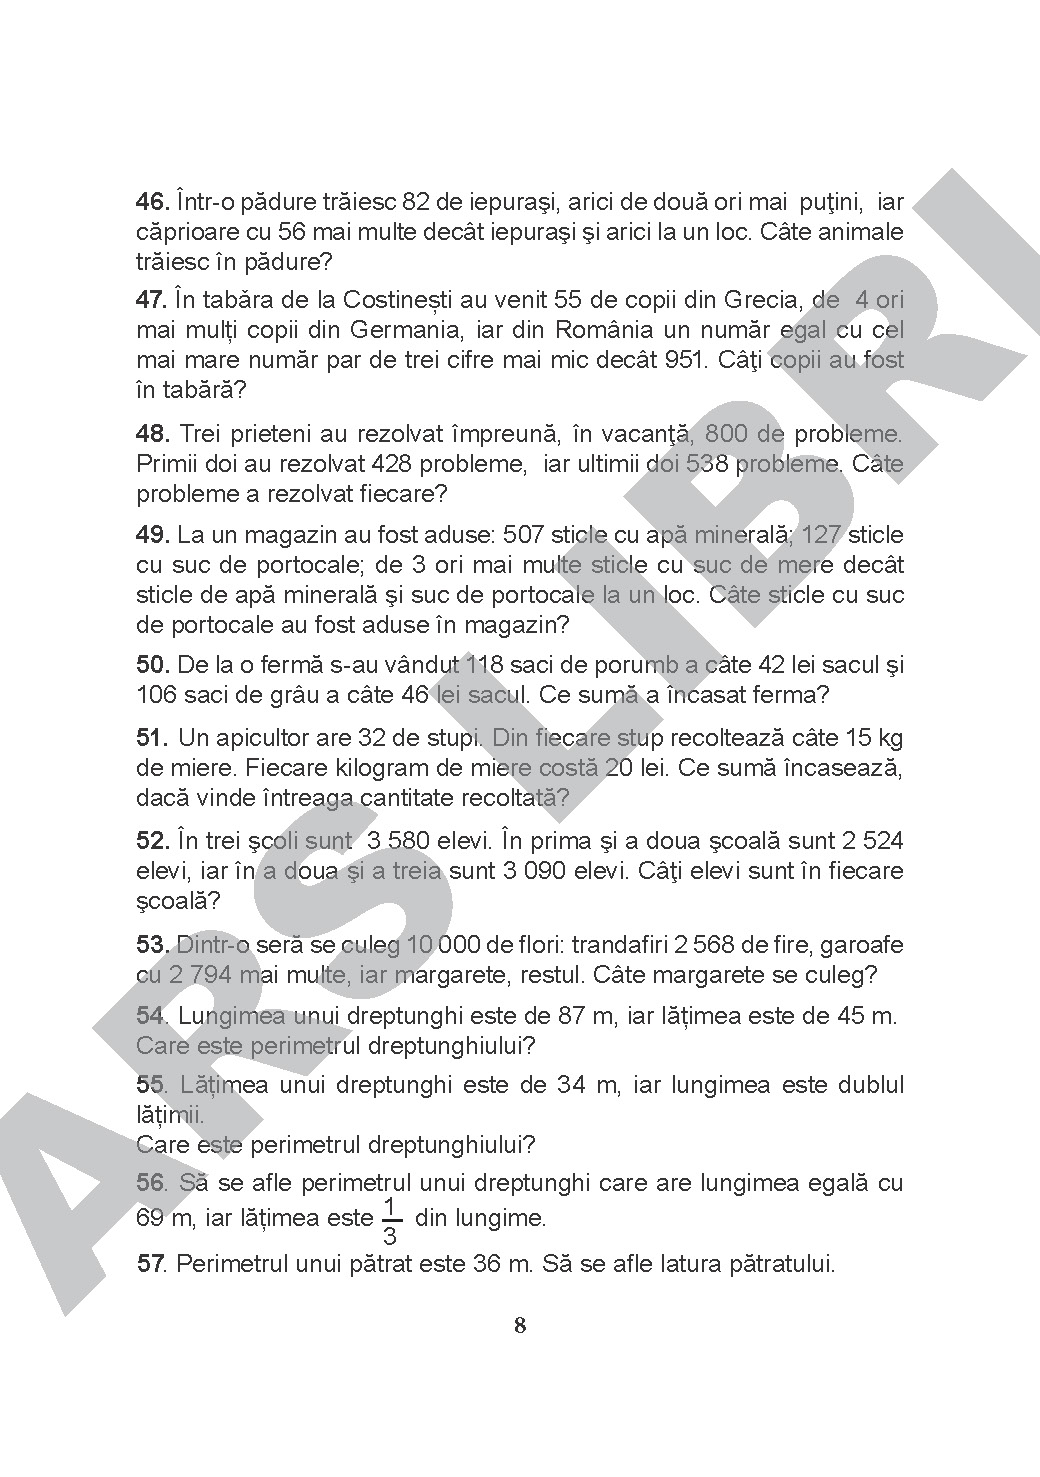 46. Într-o pădure trăiesc 82 de iepuraşi, arici de două ori mai puţini, iar
căprioare cu 56 mai multe decât iepuraşi şi arici la un loc. Câte animale
trăiesc în pădure?
47. În tabǎra de la Costinești au venit 55 de copii din Grecia, de 4 ori
mai mulți copii din Germania, iar din România un număr egal cu cel
mai mare număr par de trei cifre mai mic decât 951. Câţi copii au fost
în tabără?
48. Trei prieteni au rezolvat împreună, în vacanţă, 800 de probleme.
Primii doi au rezolvat 428 probleme, iar ultimii doi 538 probleme. Câte
probleme a rezolvat fiecare?
49. La un magazin au fost aduse: 507 sticle cu apă minerală; 127 sticle
cu suc de portocale; de 3 ori mai multe sticle cu suc de mere decât
sticle de apă minerală şi suc de portocale la un loc. Câte sticle cu suc
de portocale au fost aduse în magazin?
50. De la o fermă s-au vândut 118 saci de porumb a câte 42 lei sacul şi
106 saci de grâu a câte 46 lei sacul. Ce sumă a încasat ferma?
51. Un apicultor are 32 de stupi. Din fiecare stup recoltează câte 15 kg
de miere. Fiecare kilogram de miere costă 20 lei. Ce sumă încasează,
dacă vinde întreaga cantitate recoltată?
52. În trei şcoli sunt 3 580 elevi. În prima şi a doua şcoală sunt 2 524
elevi, iar în a doua şi a treia sunt 3 090 elevi. Câţi elevi sunt în fiecare
şcoală?
53. Dintr-o seră se culeg 10 000 de flori: trandafiri 2 568 de fire, garoafe
cu 2 794 mai multe, iar margarete, restul. Câte margarete se culeg?
54. Lungimea unui dreptunghi este de 87 m, iar lățimea este de 45 m.
Care este perimetrul dreptunghiului?
55. Lățimea unui dreptunghi este de 34 m, iar lungimea este dublul
lățimii.
Care este perimetrul dreptunghiului?
56. Să se afle perimetrul unui dreptunghi care are lungimea egală cu
69 m, iar lățimea este 1/3 din lungime.
57. Perimetrul unui pătrat este 36 m. Să se afle latura pătratului.
8
ARS LIBRI